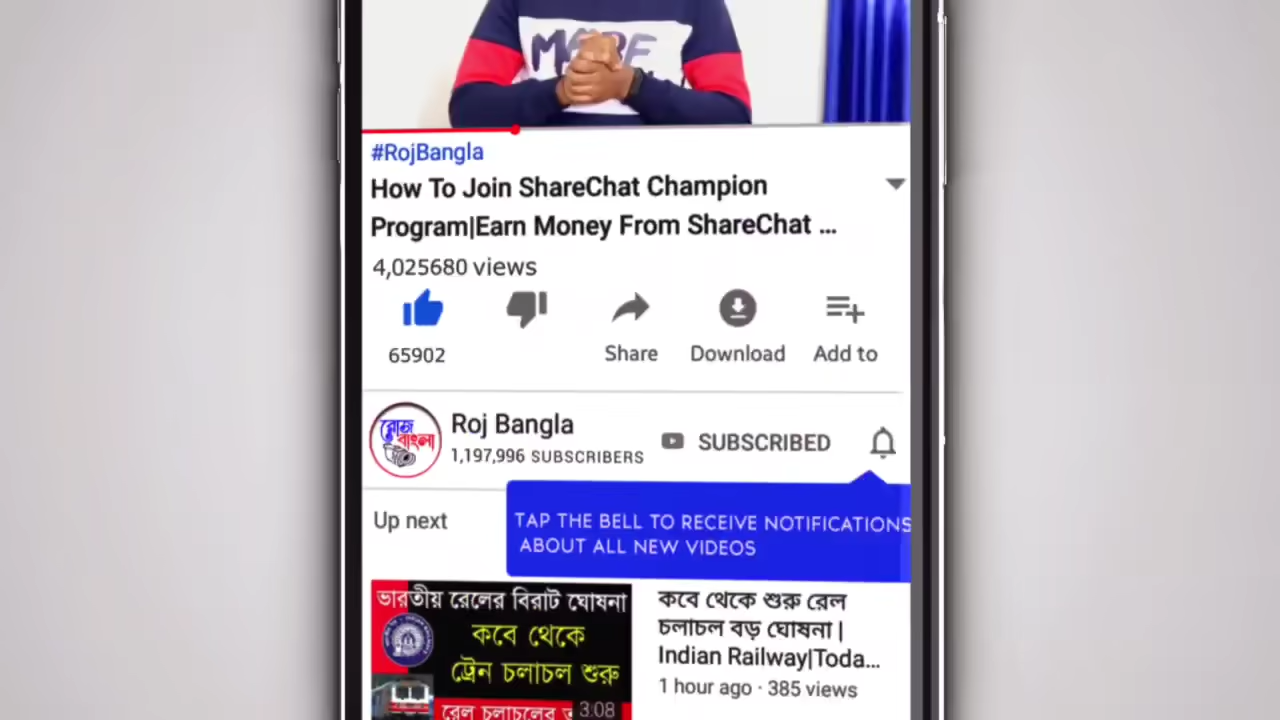 MARE
#RojBangla
How To Join ShareChat Champion
Program|Earn Money From ShareChat ...
4,025680 views
65902
Share
Download
Add to
রোজ
বাংলা
Roj Bangla
1,197,996 SUBSCRIBERS
SUBSCRIBED
TAP THE BELL TO RECEIVE NOTIFICATIONS
ABOUT ALL NEW VIDEOS
Up next
ভারতীয় রেলের বিরাট ঘোষনা
কবে থেকে
ট্রেন চলাচল শুরু
রেল চলাচলের
3:08
কবে থেকে শুরু রেল
চলাচল বড় ঘোষনা |
Indian Railway|Toda...
1 hour ago · 385 views